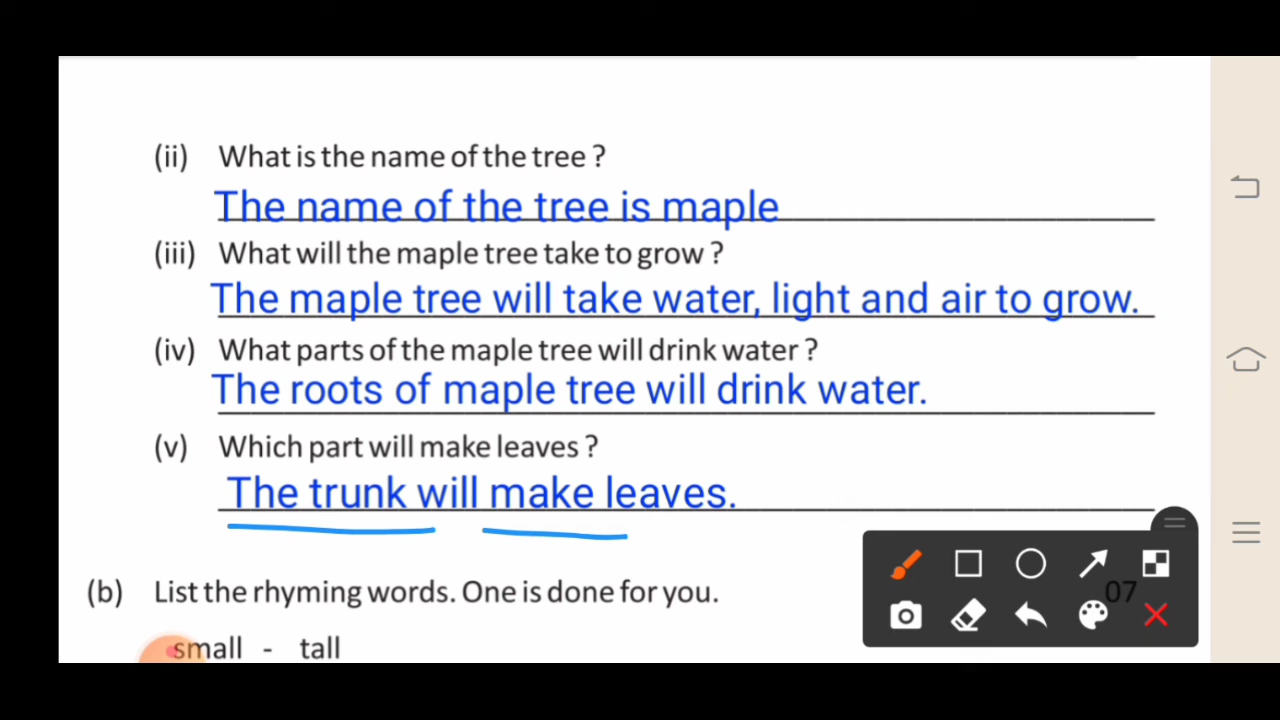 (ii) What is the name of the tree ?
The name of the tree is maple
(iii) What will the maple tree take to grow ?
The maple tree will take water, light and air to grow.
(iv) What parts of the maple tree will drink water ?
The roots of maple tree will drink water.
(v) Which part will make leaves ?
The trunk will make leaves.
07
(b) List the rhyming words. One is done for you.
small - tall